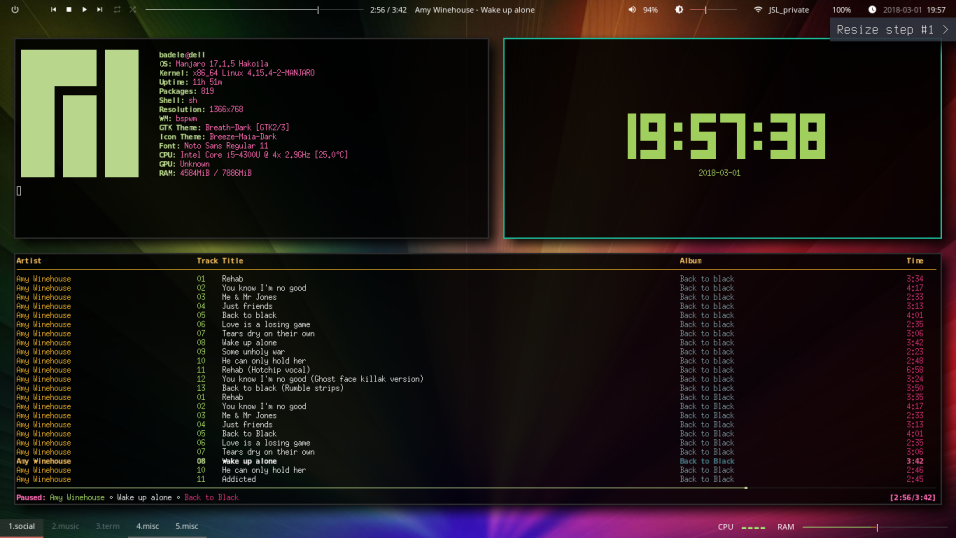 2:56 / 3:42 Amy Winehouse - Wake up alone 94% JSL_private 100% 2018-03-01 19:57
Resize step #1
badele@dell
OS: Manjaro 17.1.5 Hakoila
Kernel: x86_64 Linux 4.15.4-2-MANJARO
Uptime: 11h 51m
Packages: 819
Shell: sh
Resolution: 1366x768
WM: bspwm
GTK Theme: Breath-Dark [GTK2/3]
Icon Theme: Breeze-Maia-Dark
Font: Noto Sans Regular 11
CPU: Intel Core i5-4300U @ 4x 2.9GHz [25.0°C]
GPU: Unknown
RAM: 4584MiB / 7886MiB
19:57:38
2018-03-01
Artist Track Title Album Time
Amy Winehouse 01 Rehab Back to black 3:34
Amy Winehouse 02 You know I'm no good Back to black 4:17
Amy Winehouse 03 Me & Mr Jones Back to black 2:33
Amy Winehouse 04 Just friends Back to black 3:13
Amy Winehouse 05 Back to black Back to black 4:01
Amy Winehouse 06 Love is a losing game Back to black 2:35
Amy Winehouse 07 Tears dry on their own Back to black 3:06
Amy Winehouse 08 Wake up alone Back to black 3:42
Amy Winehouse 09 Some unholy war Back to black 2:23
Amy Winehouse 10 He can only hold her Back to black 2:48
Amy Winehouse 11 Rehab (Hotchip vocal) Back to black 6:58
Amy Winehouse 12 You know I'm no good (Ghost face killak version) Back to black 3:24
Amy Winehouse 13 Back to black (Rumble strips) Back to black 3:50
Amy Winehouse 01 Rehab Back to Black 3:35
Amy Winehouse 02 You know I'm no good Back to Black 4:17
Amy Winehouse 03 Me & Mr Jones Back to Black 2:33
Amy Winehouse 04 Just friends Back to Black 3:13
Amy Winehouse 05 Back to Black Back to Black 4:01
Amy Winehouse 06 Love is a losing game Back to Black 2:35
Amy Winehouse 07 Tears dry on their own Back to Black 3:06
Amy Winehouse 08 Wake up alone Back to Black 3:42
Amy Winehouse 10 He can only hold her Back to Black 2:46
Amy Winehouse 11 Addicted Back to Black 2:45
Paused: Amy Winehouse ⋄ Wake up alone ⋄ Back to Black [2:56/3:42]
1.social 2.music 3.term 4.misc 5.misc CPU RAM